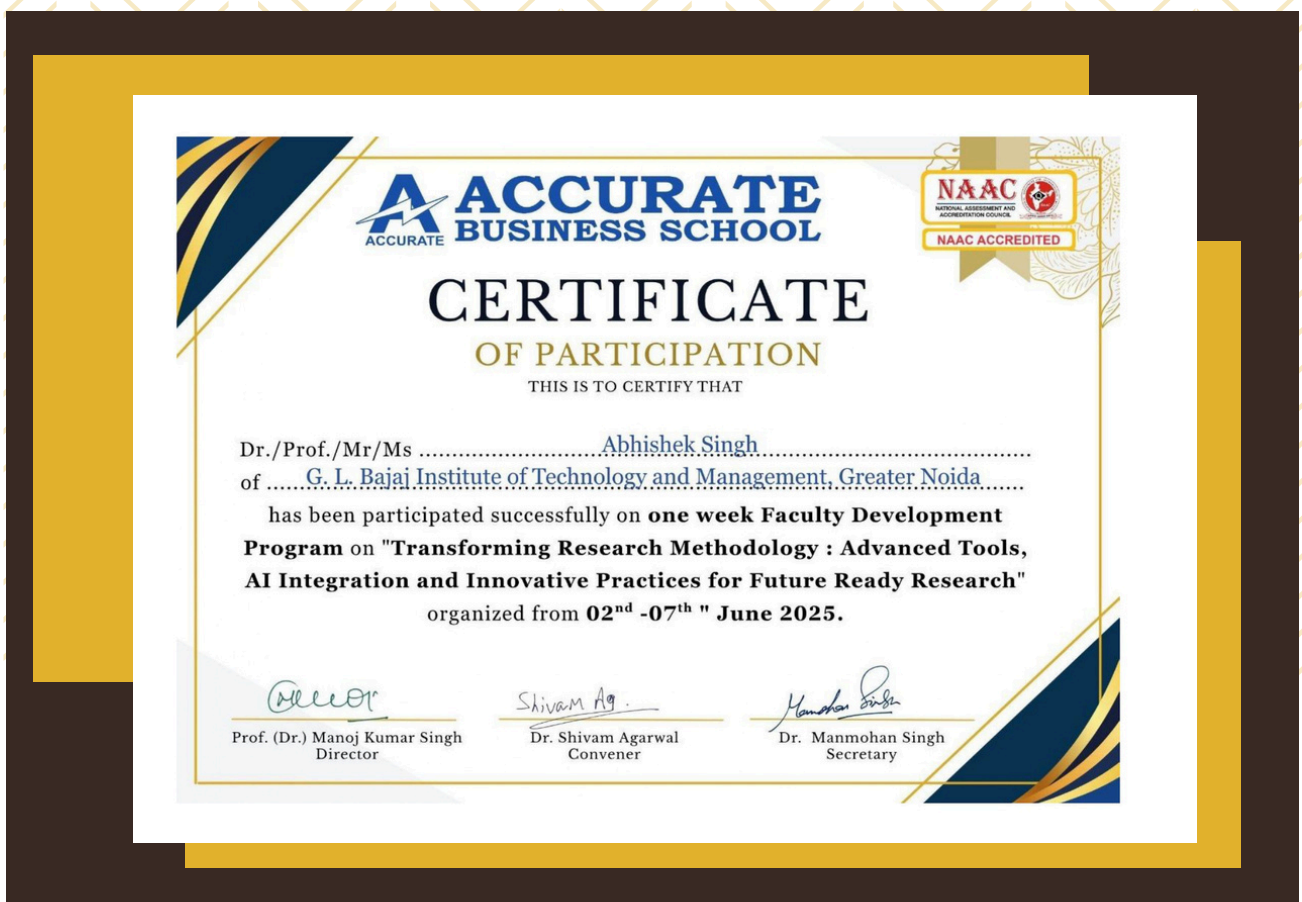 ACCURATE
ACCURATE
BUSINESS SCHOOL
NAAC
NATIONAL ASSESSMENT AND
ACCREDITATION COUNCIL
NAAC ACCREDITED
CERTIFICATE
OF PARTICIPATION
THIS IS TO CERTIFY THAT
Dr./Prof./Mr/Ms ........................Abhishek Singh........................
of ......G. L. Bajaj Institute of Technology and Management, Greater Noida......
has been participated successfully on one week Faculty Development
Program on "Transforming Research Methodology : Advanced Tools,
AI Integration and Innovative Practices for Future Ready Research"
organized from 02nd -07th " June 2025.
Shivam Ag.
Manmohan Singh
Prof. (Dr.) Manoj Kumar Singh
Director
Dr. Shivam Agarwal
Convener
Dr. Manmohan Singh
Secretary